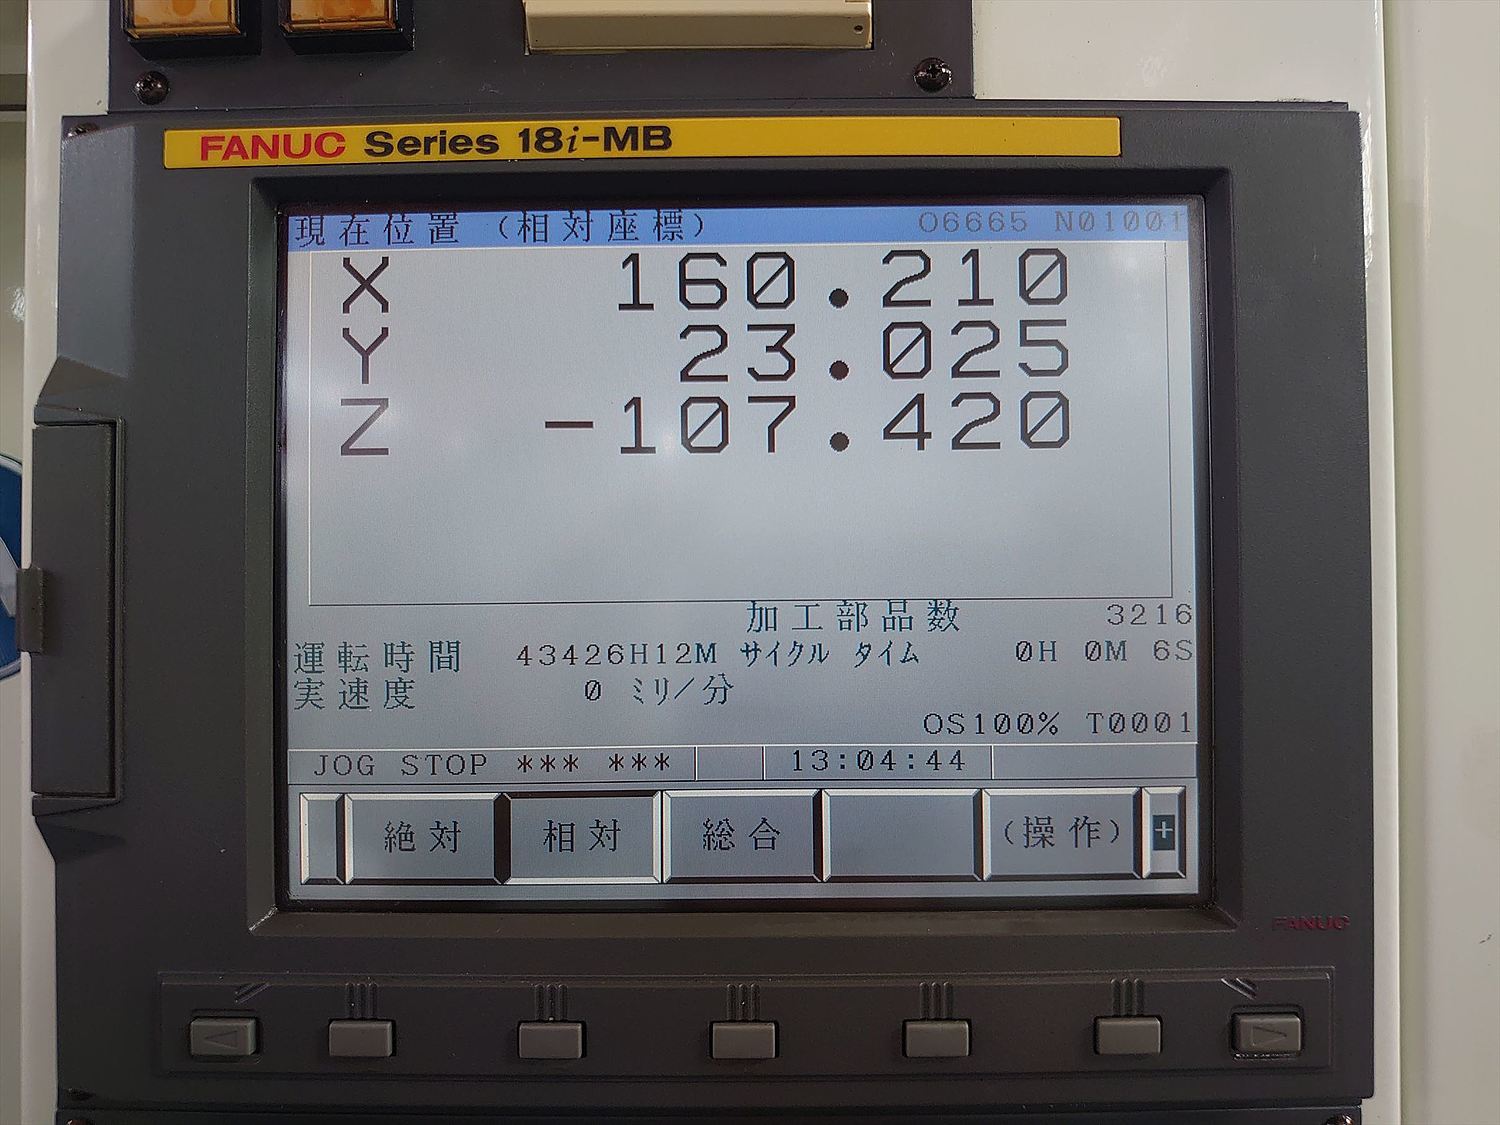 FANUC Series 18i-MB
現在位置（相対座標） O6665 N01001
X 160.210
Y 23.025
Z -107.420
加工部品数 3216
運転時間 43426H12M サイクル タイム 0H 0M 6S
実速度 0 ミリ/分
OS100% T0001
JOG STOP *** *** 13:04:44
絶対 相対 総合 (操作) +
FANUC